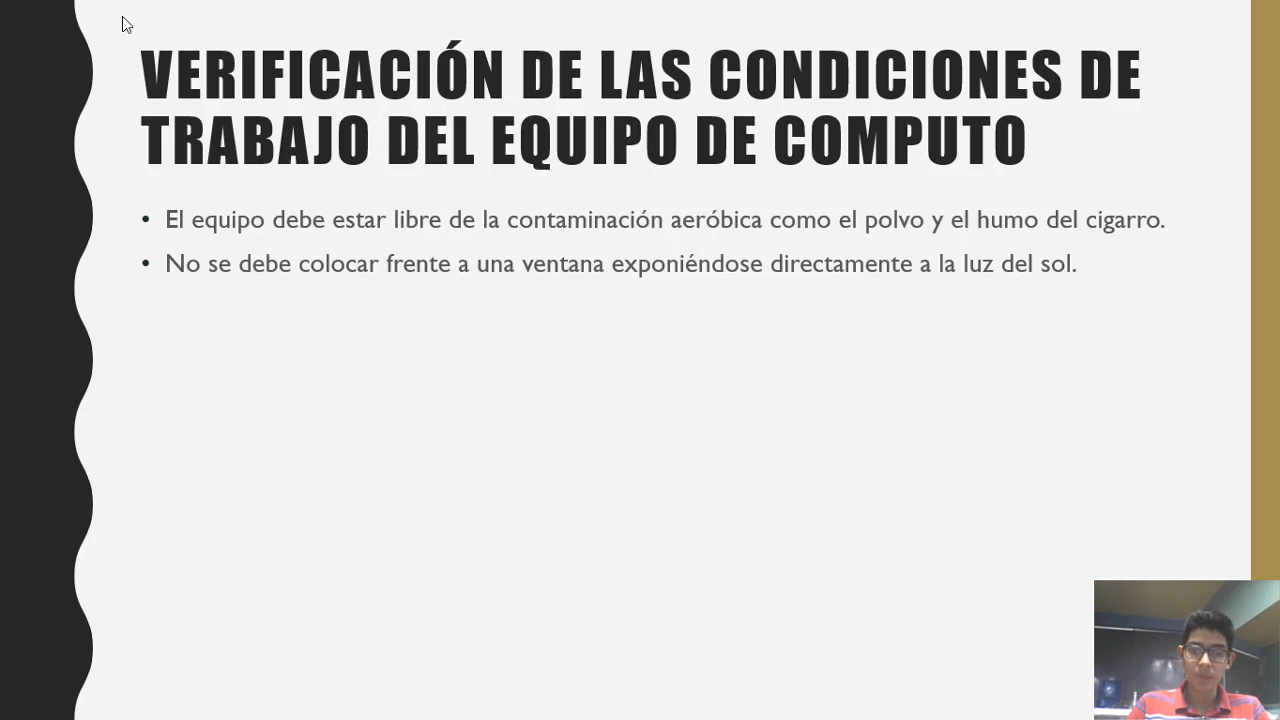 VERIFICACIÓN DE LAS CONDICIONES DE
TRABAJO DEL EQUIPO DE COMPUTO
• El equipo debe estar libre de la contaminación aeróbica como el polvo y el humo del cigarro.
• No se debe colocar frente a una ventana exponiéndose directamente a la luz del sol.